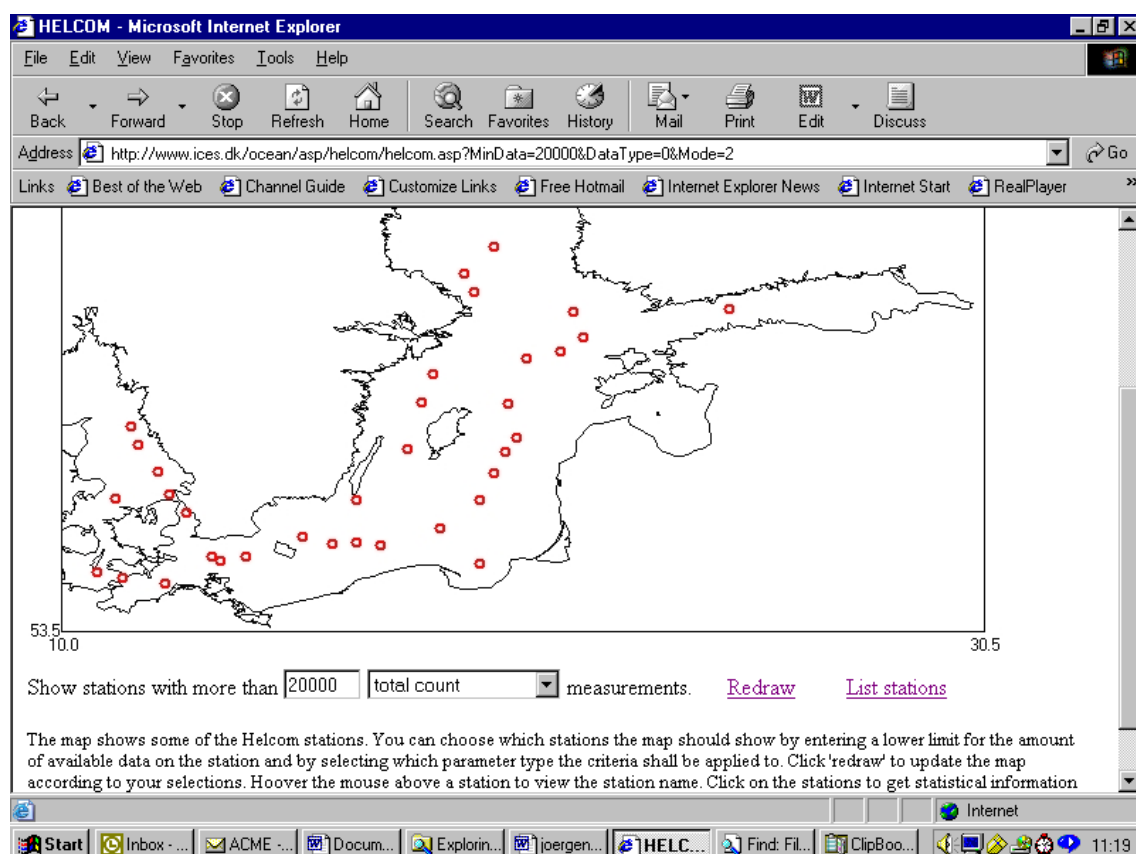 HELCOM - Microsoft Internet Explorer
File Edit View Favorites Tools Help
Back Forward Stop Refresh Home Search Favorites History Mail Print Edit Discuss
Address http://www.ices.dk/ocean/asp/helcom/helcom.asp?MinData=20000&DataType=0&Mode=2 Go
Links Best of the Web Channel Guide Customize Links Free Hotmail Internet Explorer News Internet Start RealPlayer »
53.5
10.0 30.5
Show stations with more than 20000 total count measurements. Redraw List stations
The map shows some of the Helcom stations. You can choose which stations the map should show by entering a lower limit for the amount
of available data on the station and by selecting which parameter type the criteria shall be applied to. Click 'redraw' to update the map
according to your selections. Hoover the mouse above a station to view the station name. Click on the stations to get statistical information
Internet
Start Inbox - ... ACME -... Docum... Explorin... joergen... HELC... Find: Fil... ClipBoo... 11:19